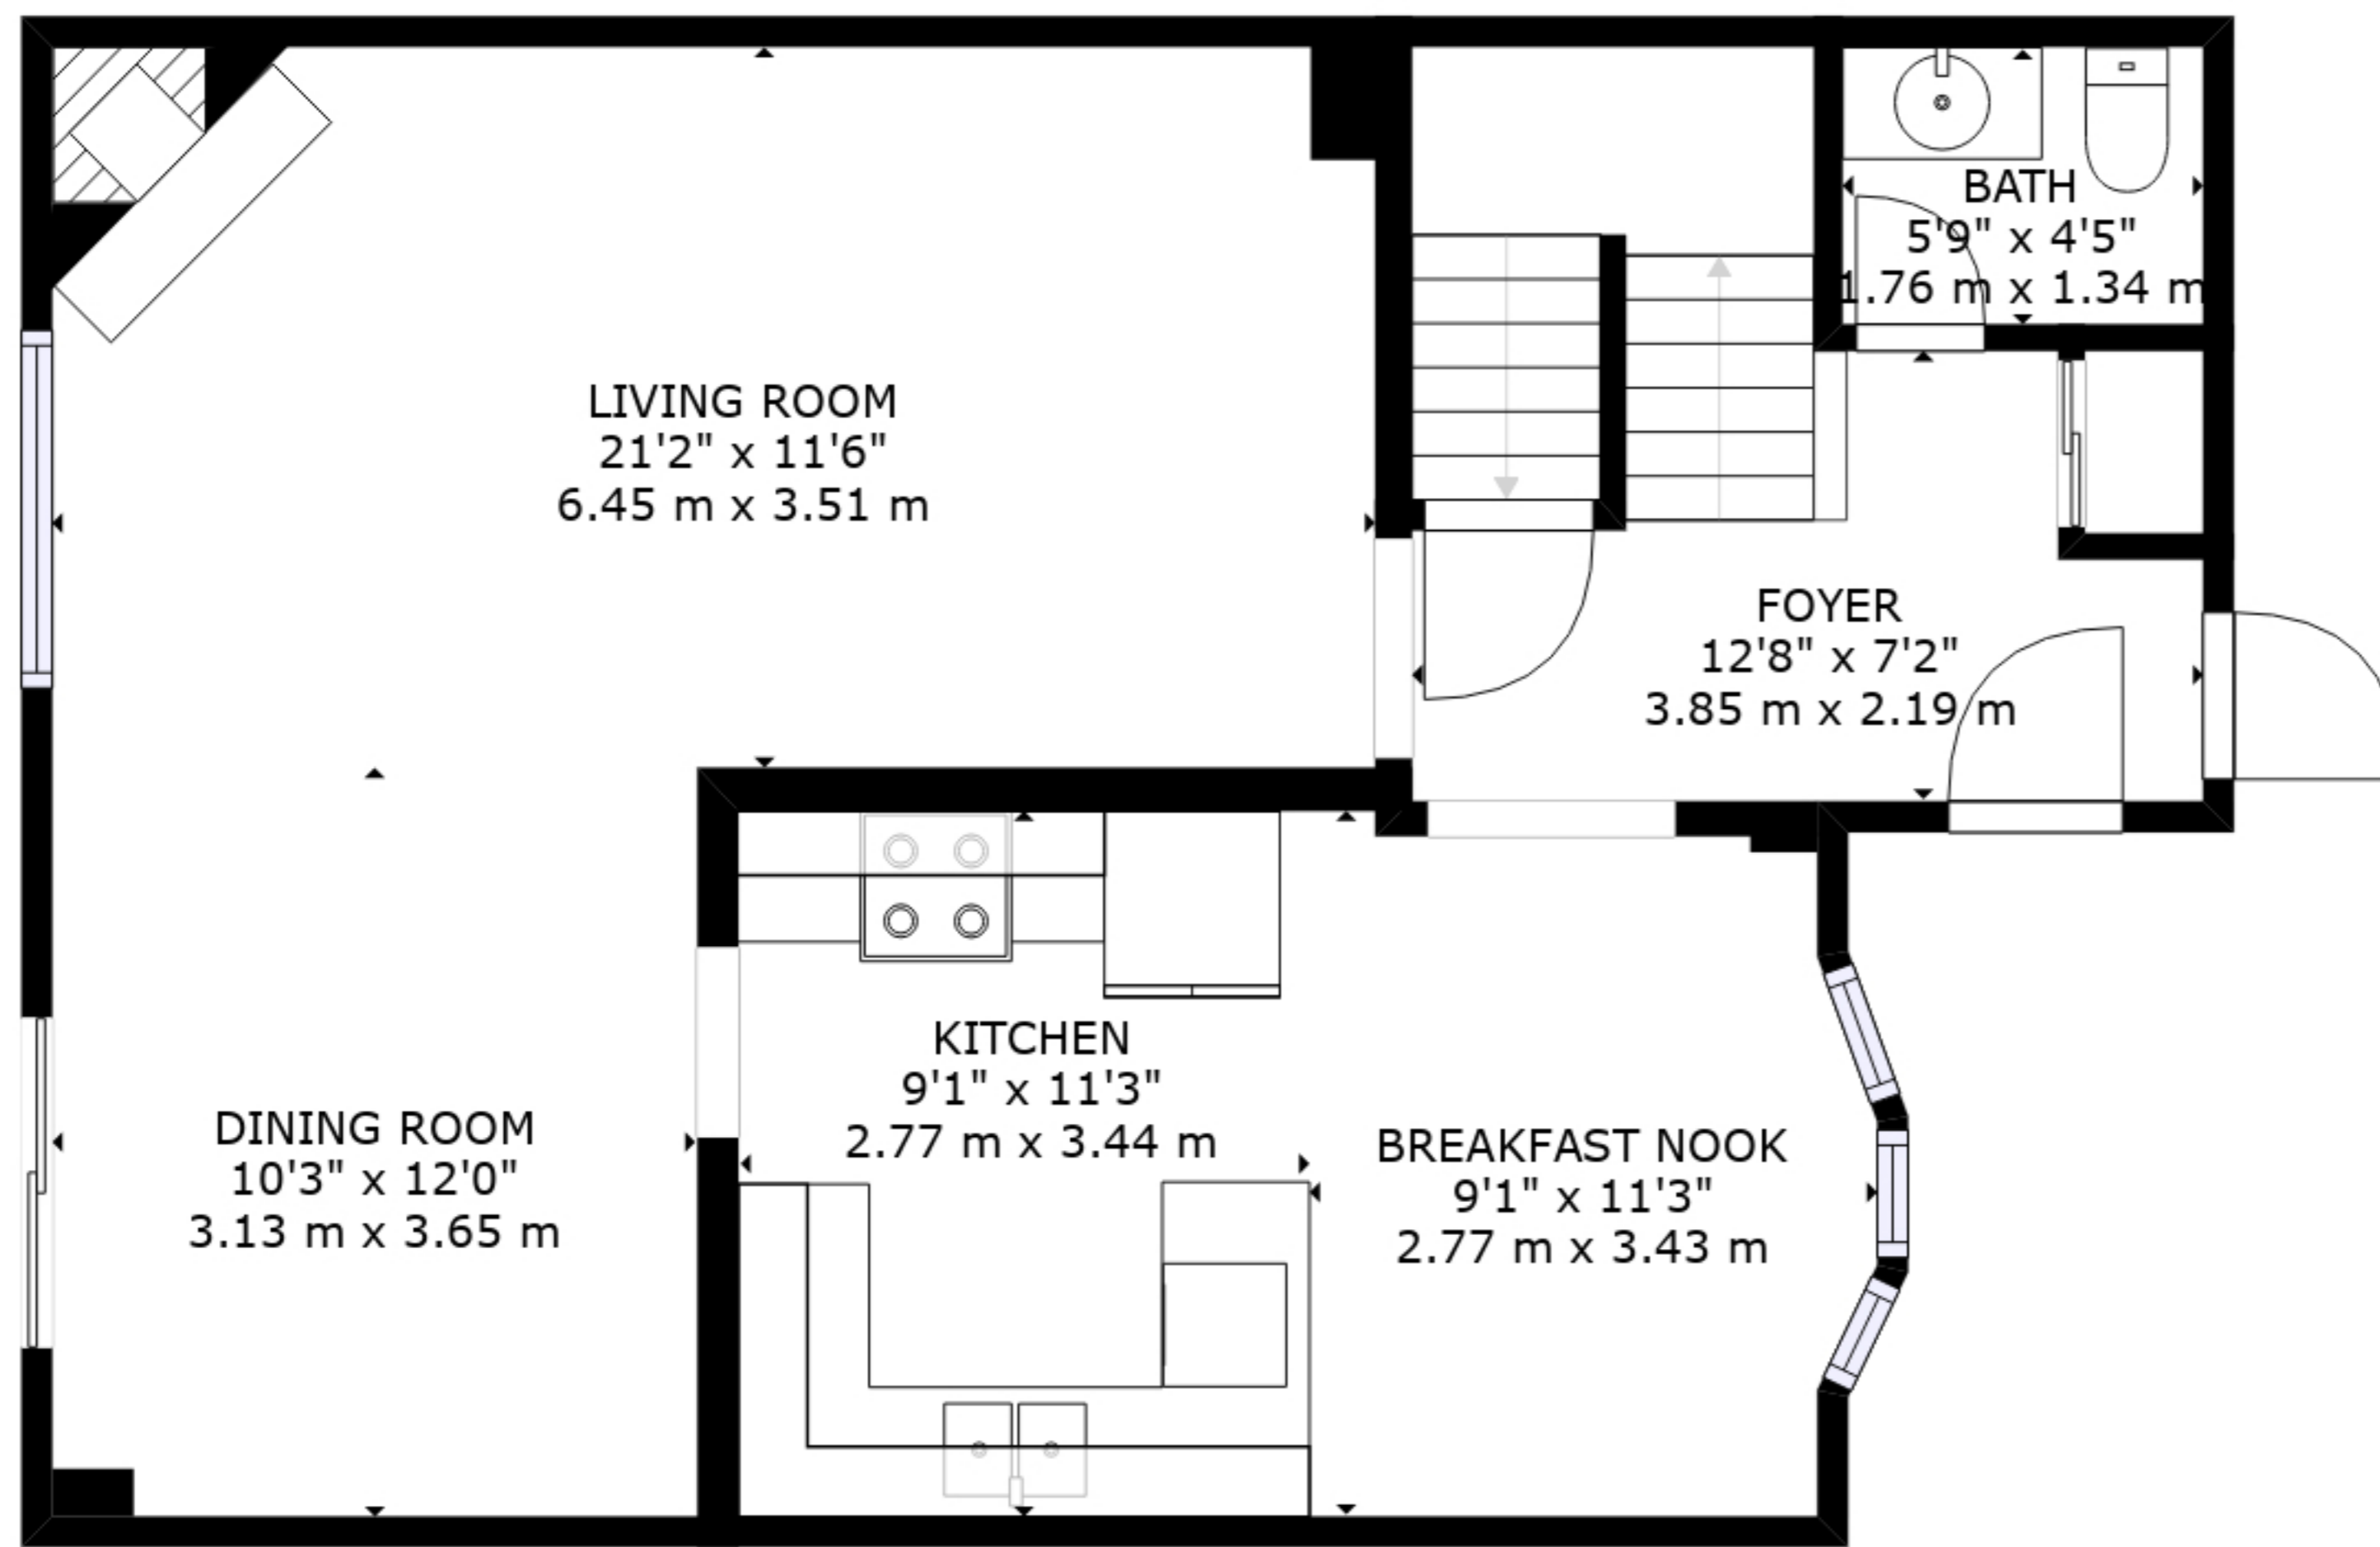 BATH
5'9" x 4'5"
1.76 m x 1.34 m
LIVING ROOM
21'2" x 11'6"
6.45 m x 3.51 m
FOYER
12'8" x 7'2"
3.85 m x 2.19 m
KITCHEN
9'1" x 11'3"
2.77 m x 3.44 m
DINING ROOM
10'3" x 12'0"
3.13 m x 3.65 m
BREAKFAST NOOK
9'1" x 11'3"
2.77 m x 3.43 m